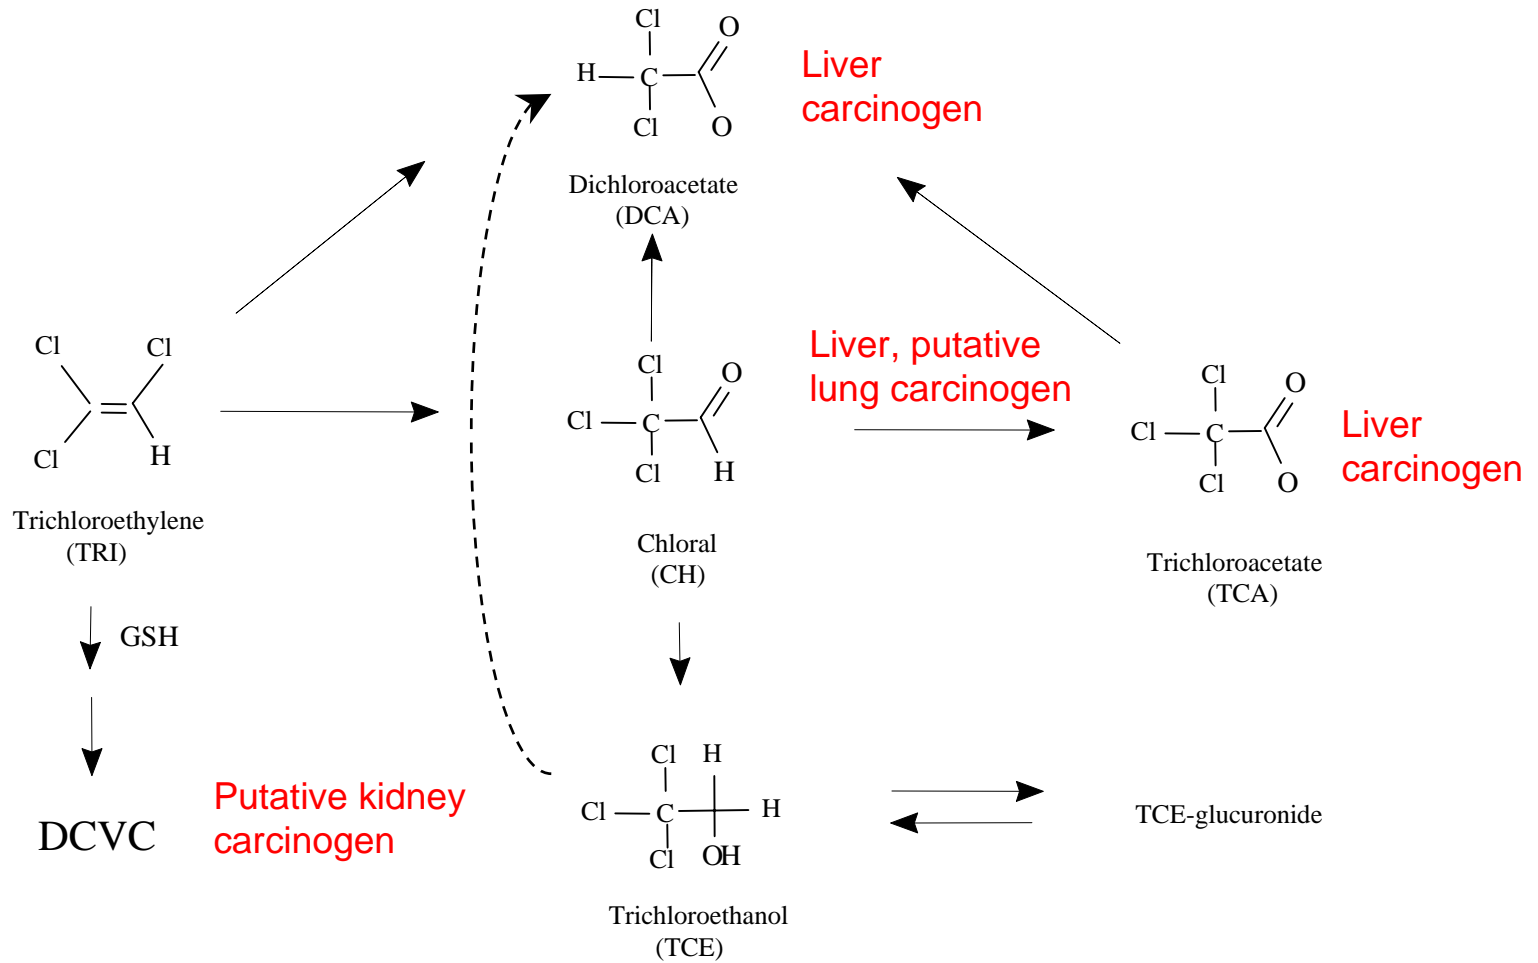 Cl
O
H
C
Cl
O
Liver
carcinogen
Dichloroacetate
(DCA)
Cl
Cl
Cl
H
Trichloroethylene
(TRI)
Cl
O
Cl
C
Cl
H
Chloral
(CH)
Liver, putative
lung carcinogen
Cl
O
Cl
C
Cl
O
Liver
carcinogen
Trichloroacetate
(TCA)
GSH
DCVC
Putative kidney
carcinogen
Cl
H
Cl
C
H
Cl
OH
Trichloroethanol
(TCE)
TCE-glucuronide